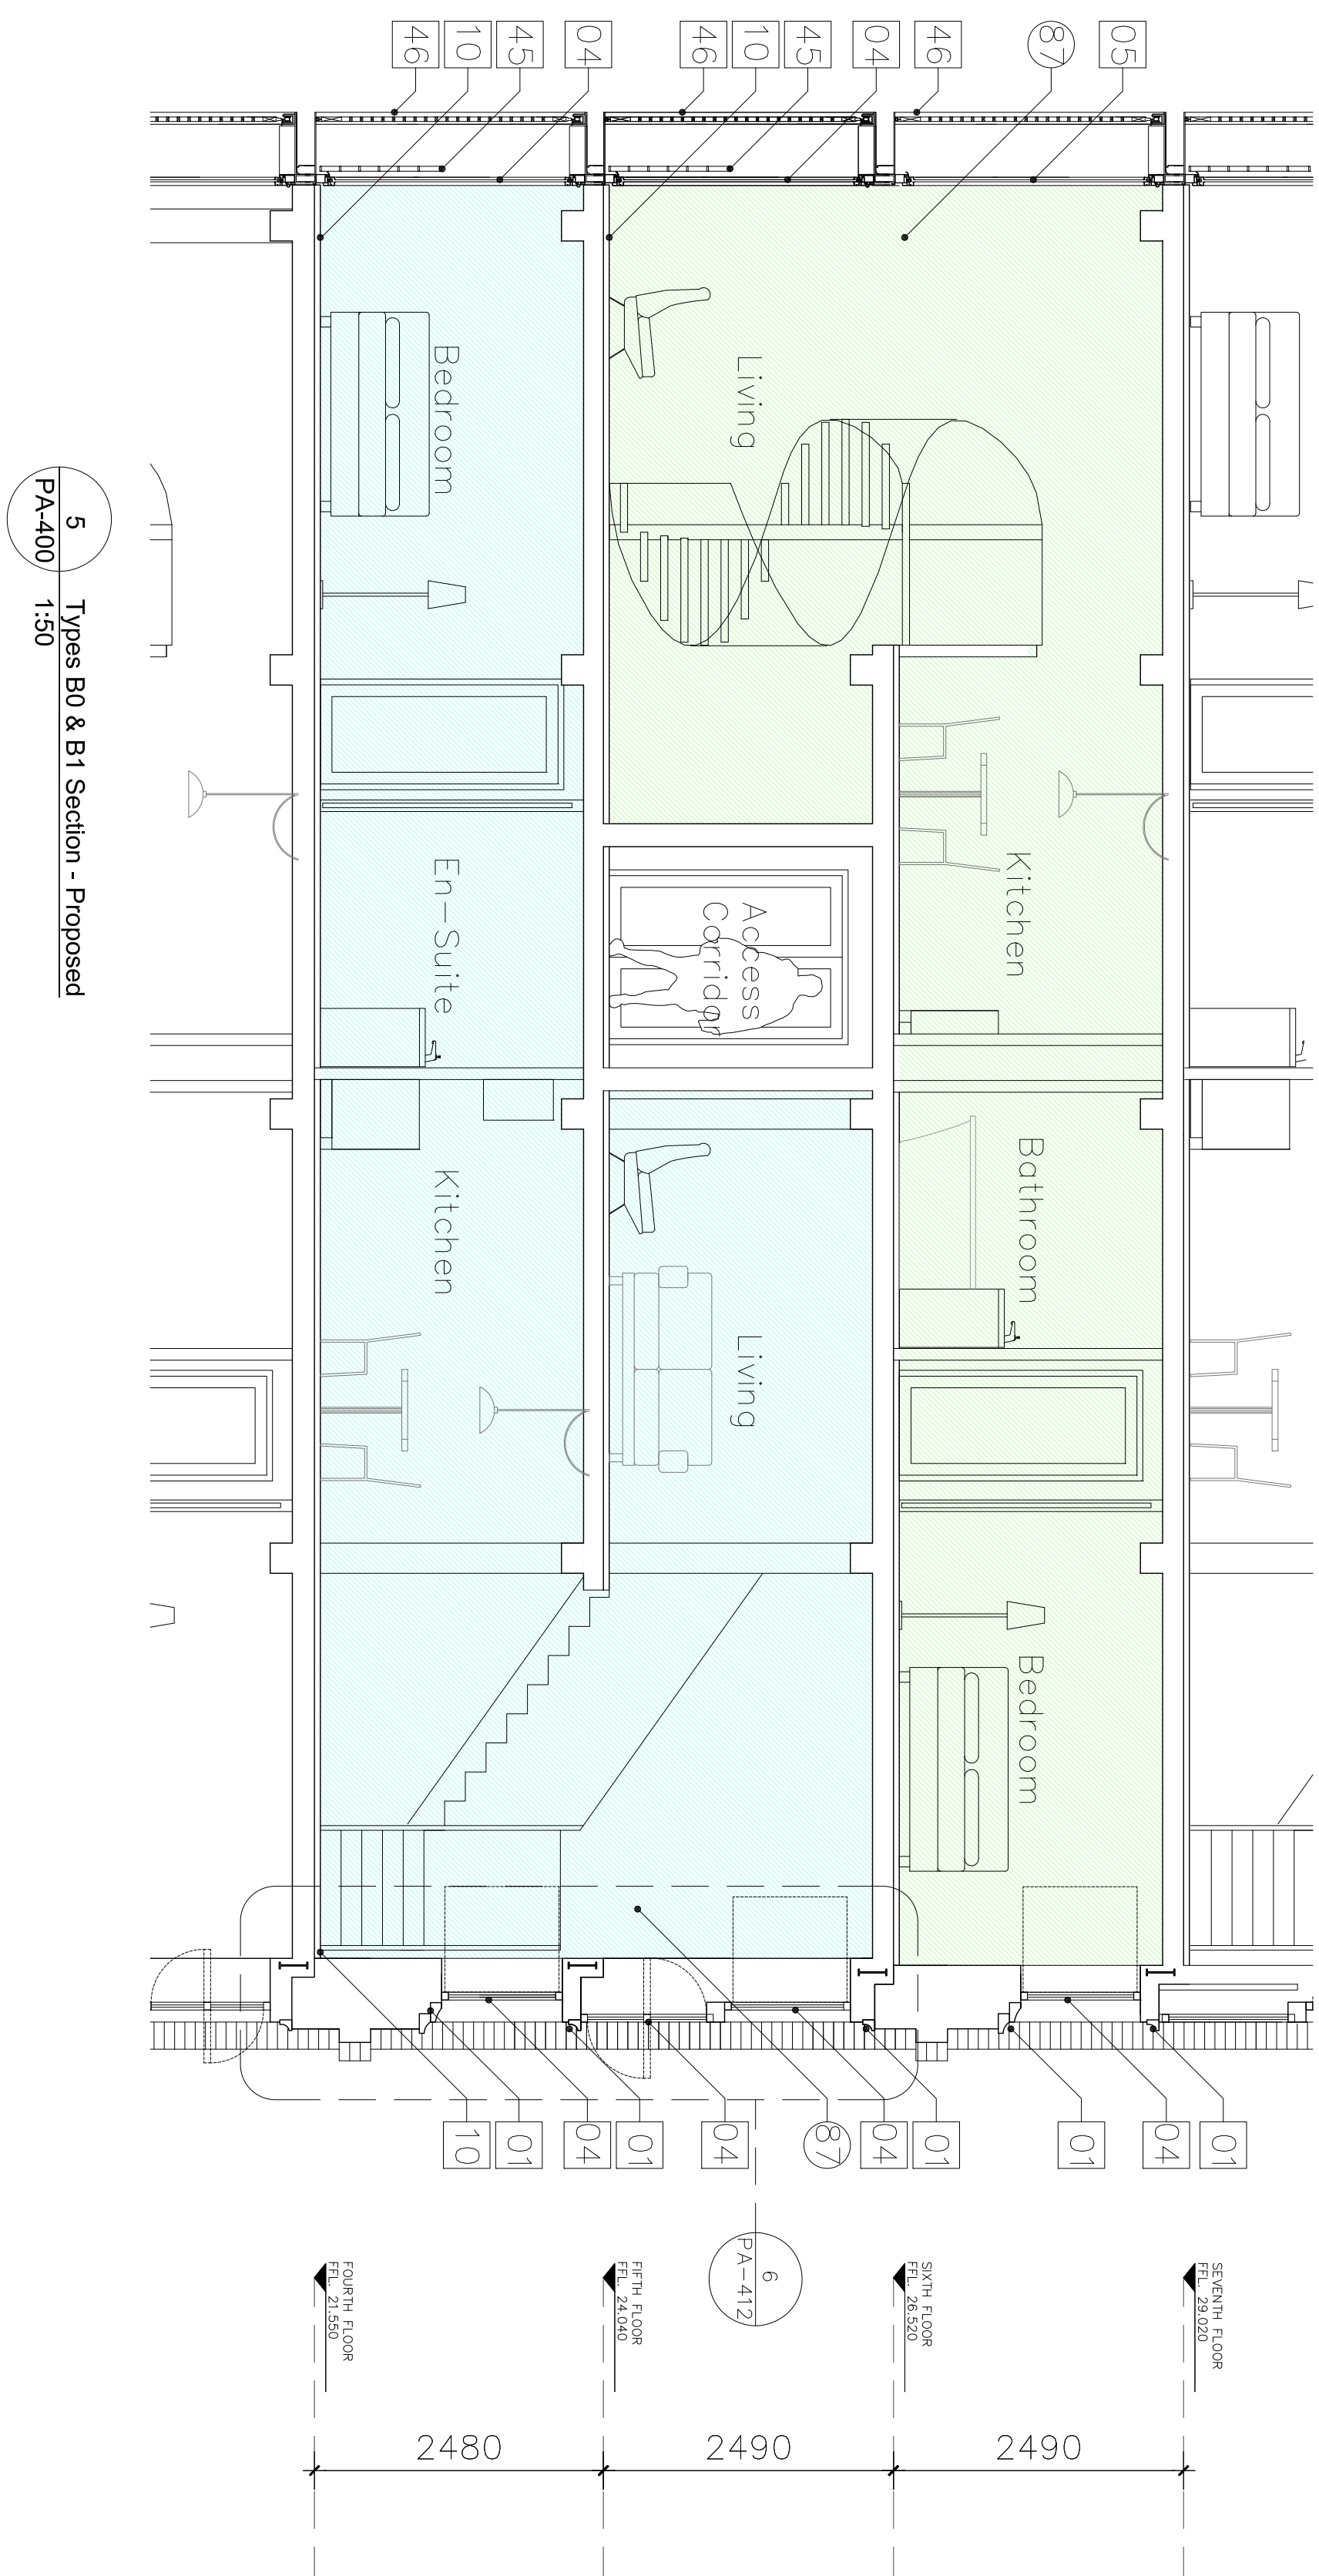 46
10
45
04
46
10
45
04
46
87
05
Bedroom
Living
En-Suite
Access
Corridor
Kitchen
Kitchen
Living
Bathroom
Bedroom
10
01
04
01
04
87
04
01
01
04
01
6
PA-412
SEVENTH FLOOR
FFL. 29.020
SIXTH FLOOR
FFL. 26.520
FIFTH FLOOR
FFL. 24.040
FOURTH FLOOR
FFL. 21.550
2480
2490
2490
5
PA-400
Types B0 & B1 Section - Proposed
1:50